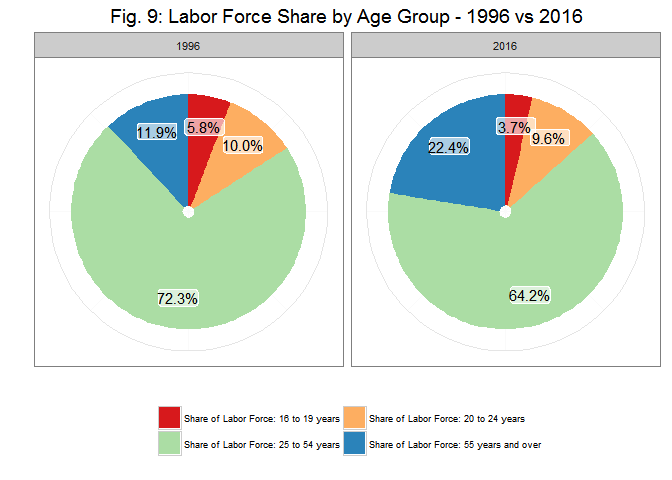 Fig. 9: Labor Force Share by Age Group - 1996 vs 2016
1996
2016
11.9%
5.8%
10.0%
72.3%
22.4%
3.7%
9.6%
64.2%
Share of Labor Force: 16 to 19 years
Share of Labor Force: 20 to 24 years
Share of Labor Force: 25 to 54 years
Share of Labor Force: 55 years and over